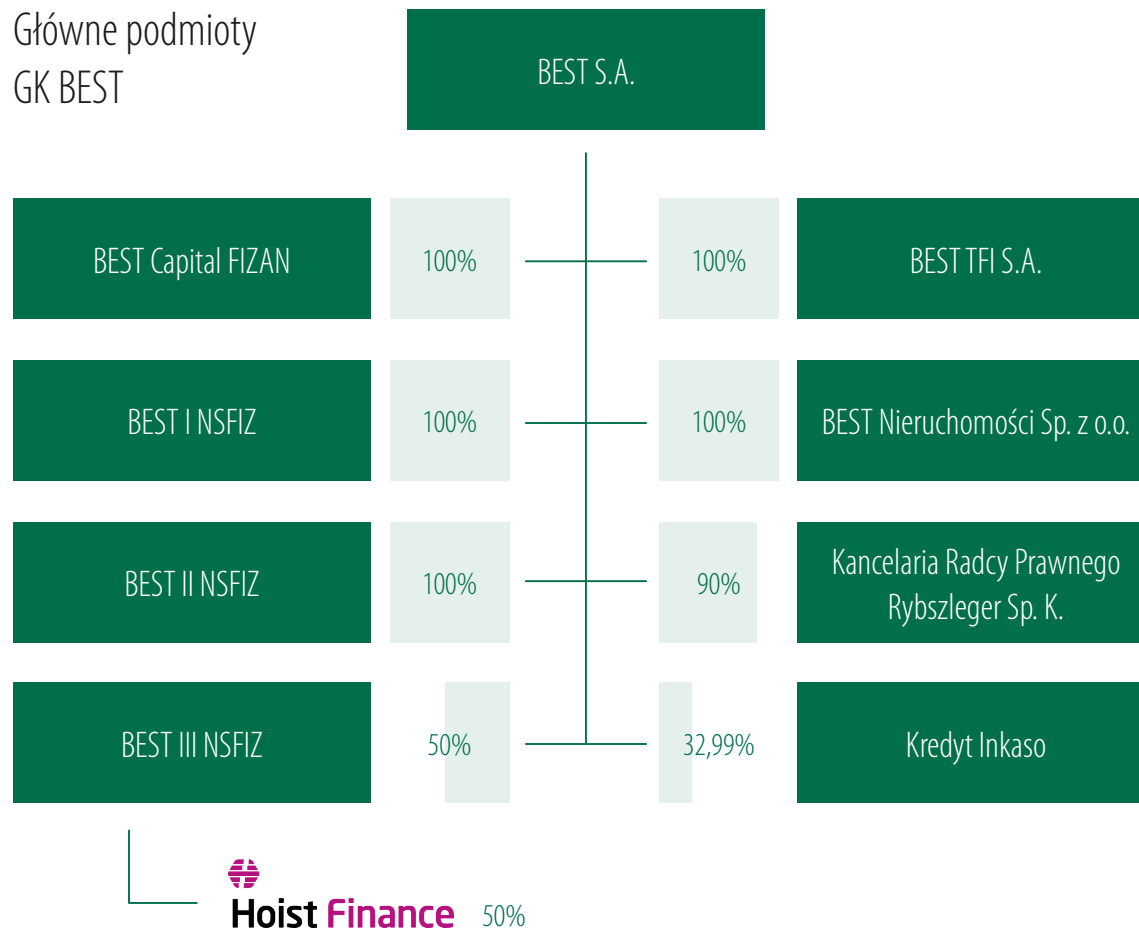 Główne podmioty
GK BEST
BEST S.A.
BEST Capital FIZAN
100%
100%
BEST TFI S.A.
BEST I NSFIZ
100%
100%
BEST Nieruchomości Sp. z o.o.
BEST II NSFIZ
100%
90%
Kancelaria Radcy Prawnego
Rybszleger Sp. K.
BEST III NSFIZ
50%
32,99%
Kredyt Inkaso
Hoist Finance
50%